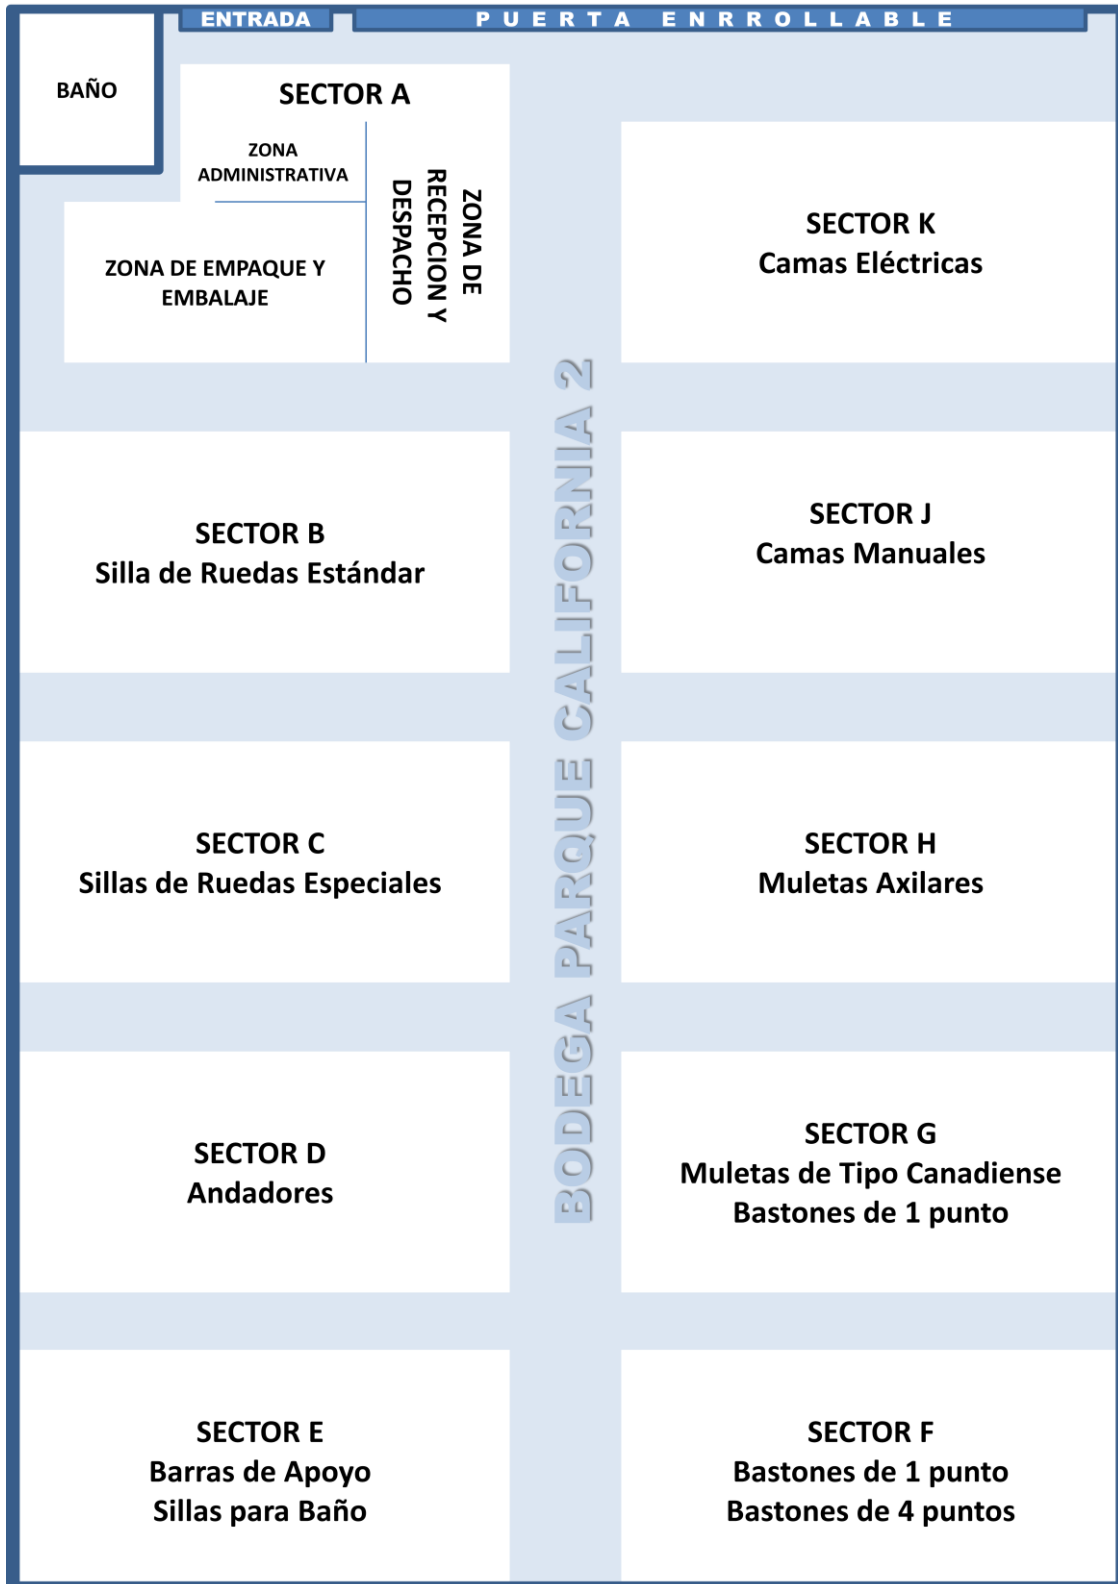 ENTRADA
PUERTA ENRROLLABLE
BAÑO
SECTOR A
ZONA
ADMINISTRATIVA
ZONA DE
RECEPCION Y
DESPACHO
ZONA DE EMPAQUE Y
EMBALAJE
SECTOR K
Camas Eléctricas
BODEGA PARQUE CALIFORNIA 2
SECTOR B
Silla de Ruedas Estándar
SECTOR J
Camas Manuales
SECTOR C
Sillas de Ruedas Especiales
SECTOR H
Muletas Axilares
SECTOR D
Andadores
SECTOR G
Muletas de Tipo Canadiense
Bastones de 1 punto
SECTOR E
Barras de Apoyo
Sillas para Baño
SECTOR F
Bastones de 1 punto
Bastones de 4 puntos